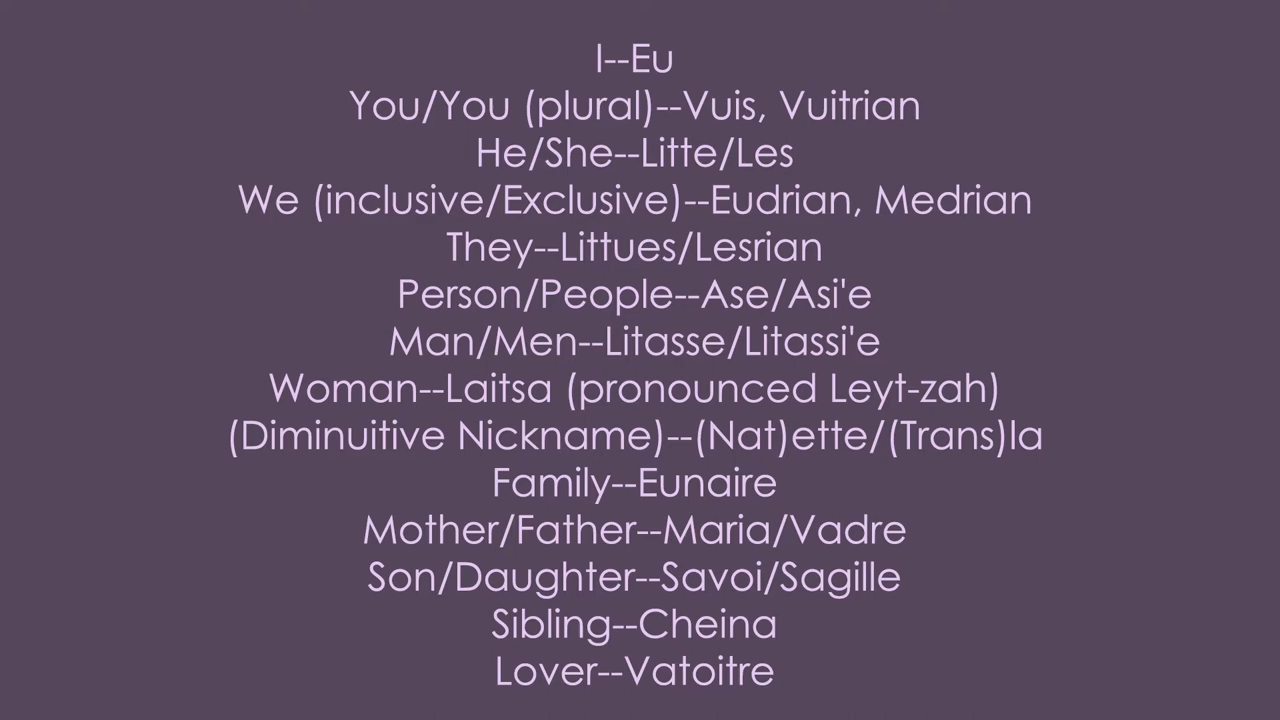 I--Eu
You/You (plural)--Vuis, Vuitrian
He/She--Litte/Les
We (inclusive/Exclusive)--Eudrian, Medrian
They--Littues/Lesrian
Person/People--Ase/Asi'e
Man/Men--Litasse/Litassi'e
Woman--Laitsa (pronounced Leyt-zah)
(Diminuitive Nickname)--(Nat)ette/(Trans)la
Family--Eunaire
Mother/Father--Maria/Vadre
Son/Daughter--Savoi/Sagille
Sibling--Cheina
Lover--Vatoitre